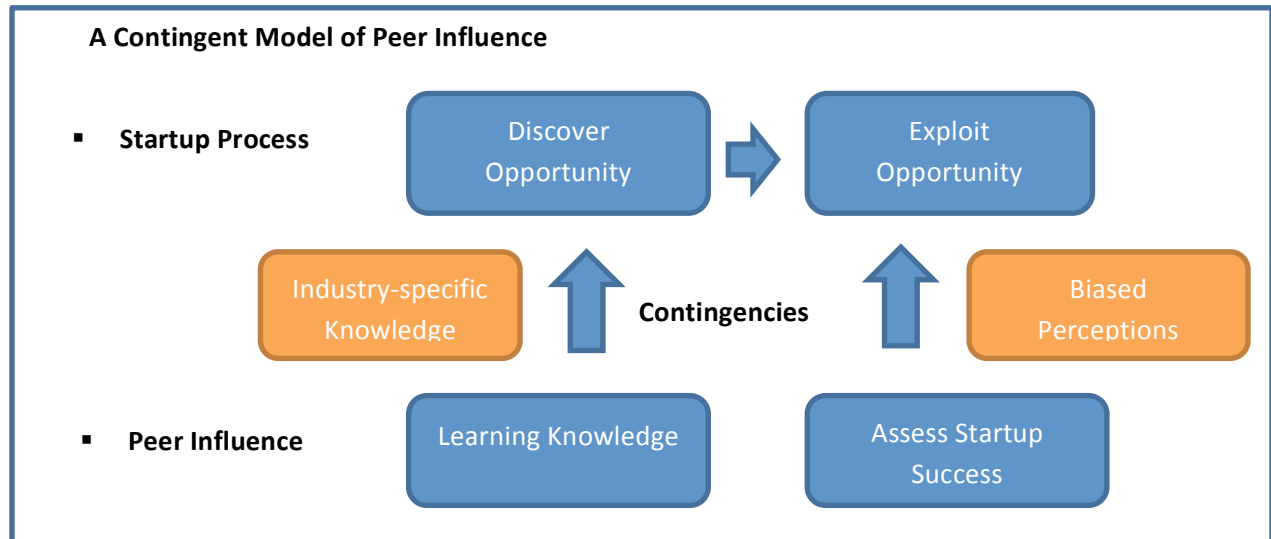 A Contingent Model of Peer Influence
▪ Startup Process
Discover
Opportunity
Exploit
Opportunity
Industry-specific
Knowledge
Contingencies
Biased
Perceptions
▪ Peer Influence
Learning Knowledge
Assess Startup
Success